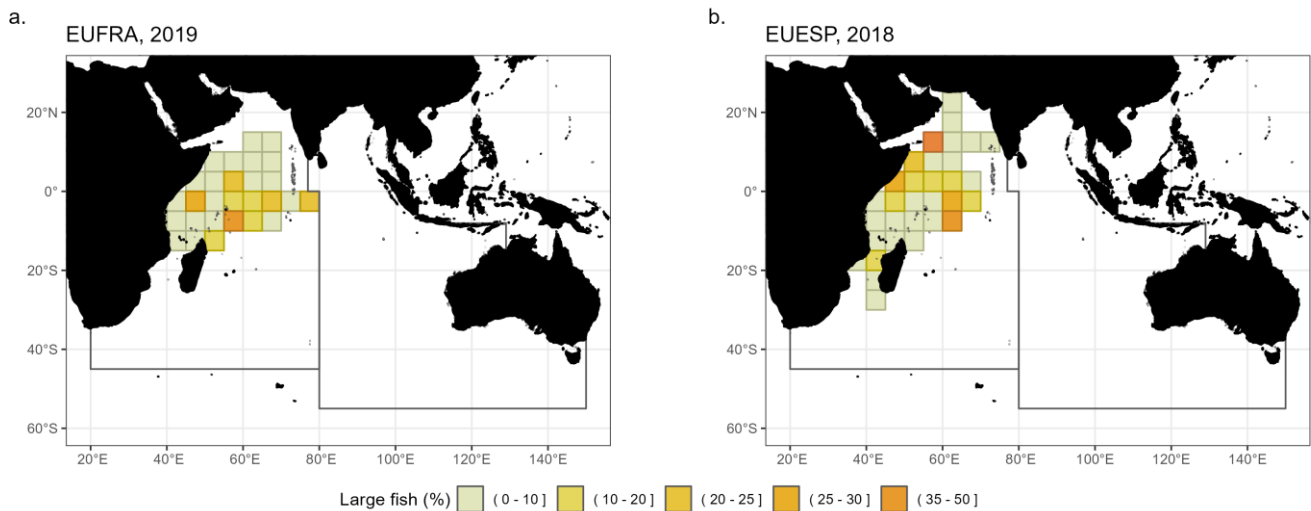 a.
EUFRA, 2019
20°N
0°
20°S
40°S
60°S
20°E 40°E 60°E 80°E 100°E 120°E 140°E
b.
EUESP, 2018
20°N
0°
20°S
40°S
60°S
20°E 40°E 60°E 80°E 100°E 120°E 140°E
Large fish (%) ( 0 - 10 ] ( 10 - 20 ] ( 20 - 25 ] ( 25 - 30 ] ( 35 - 50 ]